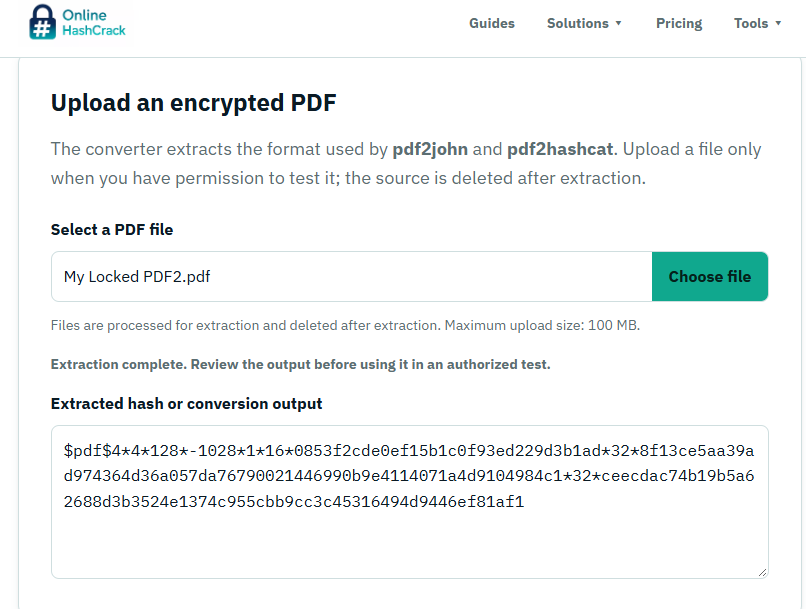 Online
HashCrack
Guides
Solutions ▼
Pricing
Tools ▼
Upload an encrypted PDF
The converter extracts the format used by pdf2john and pdf2hashcat. Upload a file only
when you have permission to test it; the source is deleted after extraction.
Select a PDF file
My Locked PDF2.pdf
Choose file
Files are processed for extraction and deleted after extraction. Maximum upload size: 100 MB.
Extraction complete. Review the output before using it in an authorized test.
Extracted hash or conversion output
$pdf$4*4*128*-1028*1*16*0853f2cde0ef15b1c0f93ed229d3b1ad*32*8f13ce5aa39a
d974364d36a057da76790021446990b9e4114071a4d9104984c1*32*ceecdac74b19b5a6
2688d3b3524e1374c955cbb9cc3c45316494d9446ef81af1